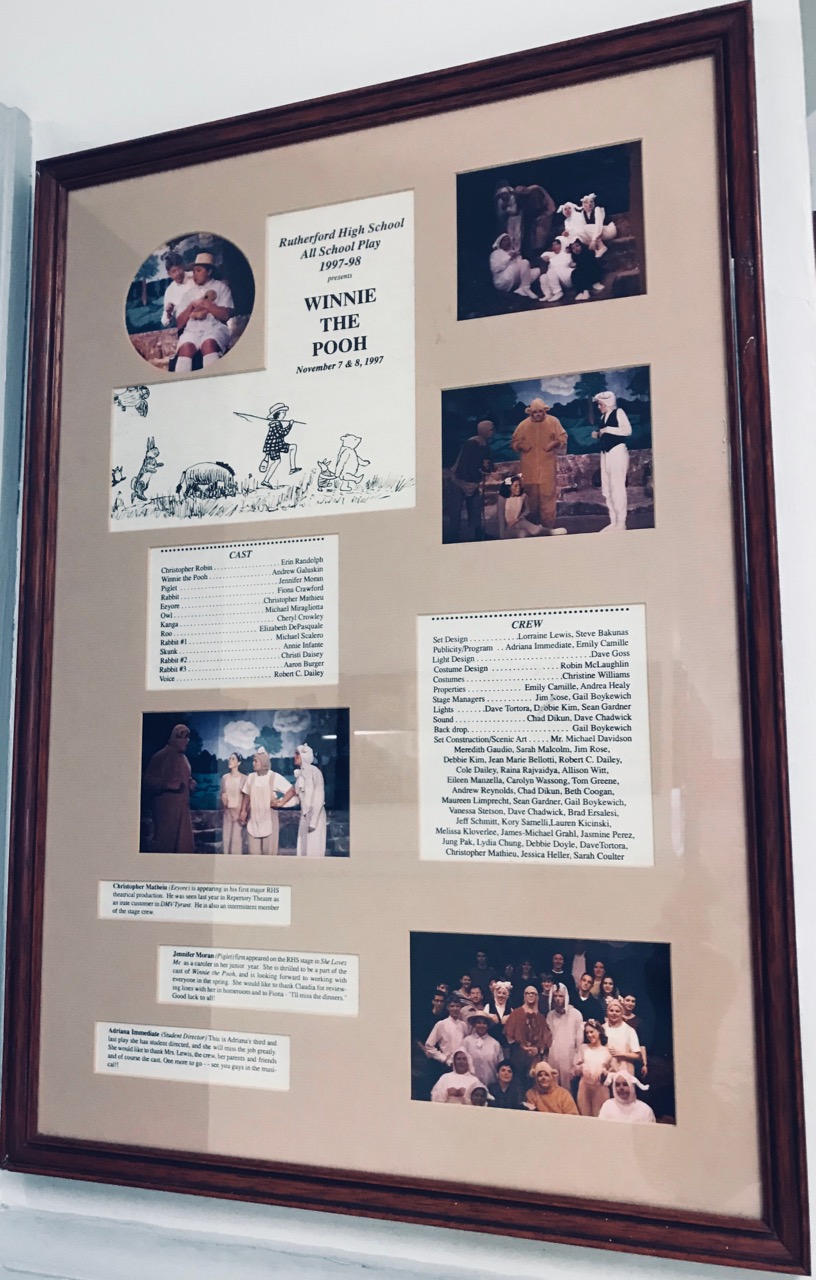 Rutherford High School
All School Play
1997-98
presents
WINNIE
THE
POOH
November 7 & 8, 1997
CAST
Christopher Robin ........................ Erin Randolph
Winnie the Pooh ........................ Andrew Galuskin
Piglet ........................ Jennifer Moran
Rabbit ........................ Fiona Crawford
Eeyore ........................ Christopher Mathieu
Owl ........................ Michael Miragliotta
Kanga ........................ Cheryl Crowley
Roo ........................ Elizabeth DePasquale
Rabbit #1 ........................ Michael Scalero
Skunk ........................ Annie Infante
Rabbit #2 ........................ Christi Daisey
Rabbit #3 ........................ Aaron Burger
Voice ........................ Robert C. Dailey
CREW
Set Design .......... Lorraine Lewis, Steve Bakunas
Publicity/Program .. Adriana Immediate, Emily Camille
Light Design ........................ Dave Goss
Costume Design ................ Robin McLaughlin
Costumes .................... Christine Williams
Properties .......... Emily Camille, Andrea Healy
Stage Managers .......... Jim Rose, Gail Boykewich
Lights ...... Dave Tortora, Debbie Kim, Sean Gardner
Sound .............. Chad Dikun, Dave Chadwick
Back drop .................... Gail Boykewich
Set Construction/Scenic Art ..... Mr. Michael Davidson
Meredith Gaudio, Sarah Malcolm, Jim Rose,
Debbie Kim, Jean Marie Bellotti, Robert C. Dailey,
Cole Dailey, Raina Rajvaidya, Allison Witt,
Eileen Manzella, Carolyn Wassong, Tom Greene,
Andrew Reynolds, Chad Dikun, Beth Coogan,
Maureen Limprecht, Sean Gardner, Gail Boykewich,
Vanessa Stetson, Dave Chadwick, Brad Ersalesi,
Jeff Schmitt, Kory Samelli,Lauren Kicinski,
Melissa Kloverlee, James-Michael Grahl, Jasmine Perez,
Jung Pak, Lydia Chung, Debbie Doyle, DaveTortora,
Christopher Mathieu, Jessica Heller, Sarah Coulter
Christopher Matheiu (Eeyore) is appearing in his first major RHS
theatrical production. He was seen last year in Repertory Theatre as
an irate customer in DMV Tyrant. He is also an intermittent member
of the stage crew.
Jennifer Moran (Piglet) first appeared on the RHS stage in She Loves
Me as a caroler in her junior year. She is thrilled to be a part of the
cast of Winnie the Pooh, and is looking forward to working with
everyone in the spring. She would like to thank Claudia for review-
ing lines with her in homeroom and to Fiona - "I'll miss the dinners."
Good luck to all!
Adriana Immediate (Student Director) This is Adriana's third and
last play she has student directed, and she will miss the job greatly.
She would like to thank Mrs. Lewis, the crew, her parents and friends
and of course the cast. One more to go - - see you guys in the musi-
cal!!